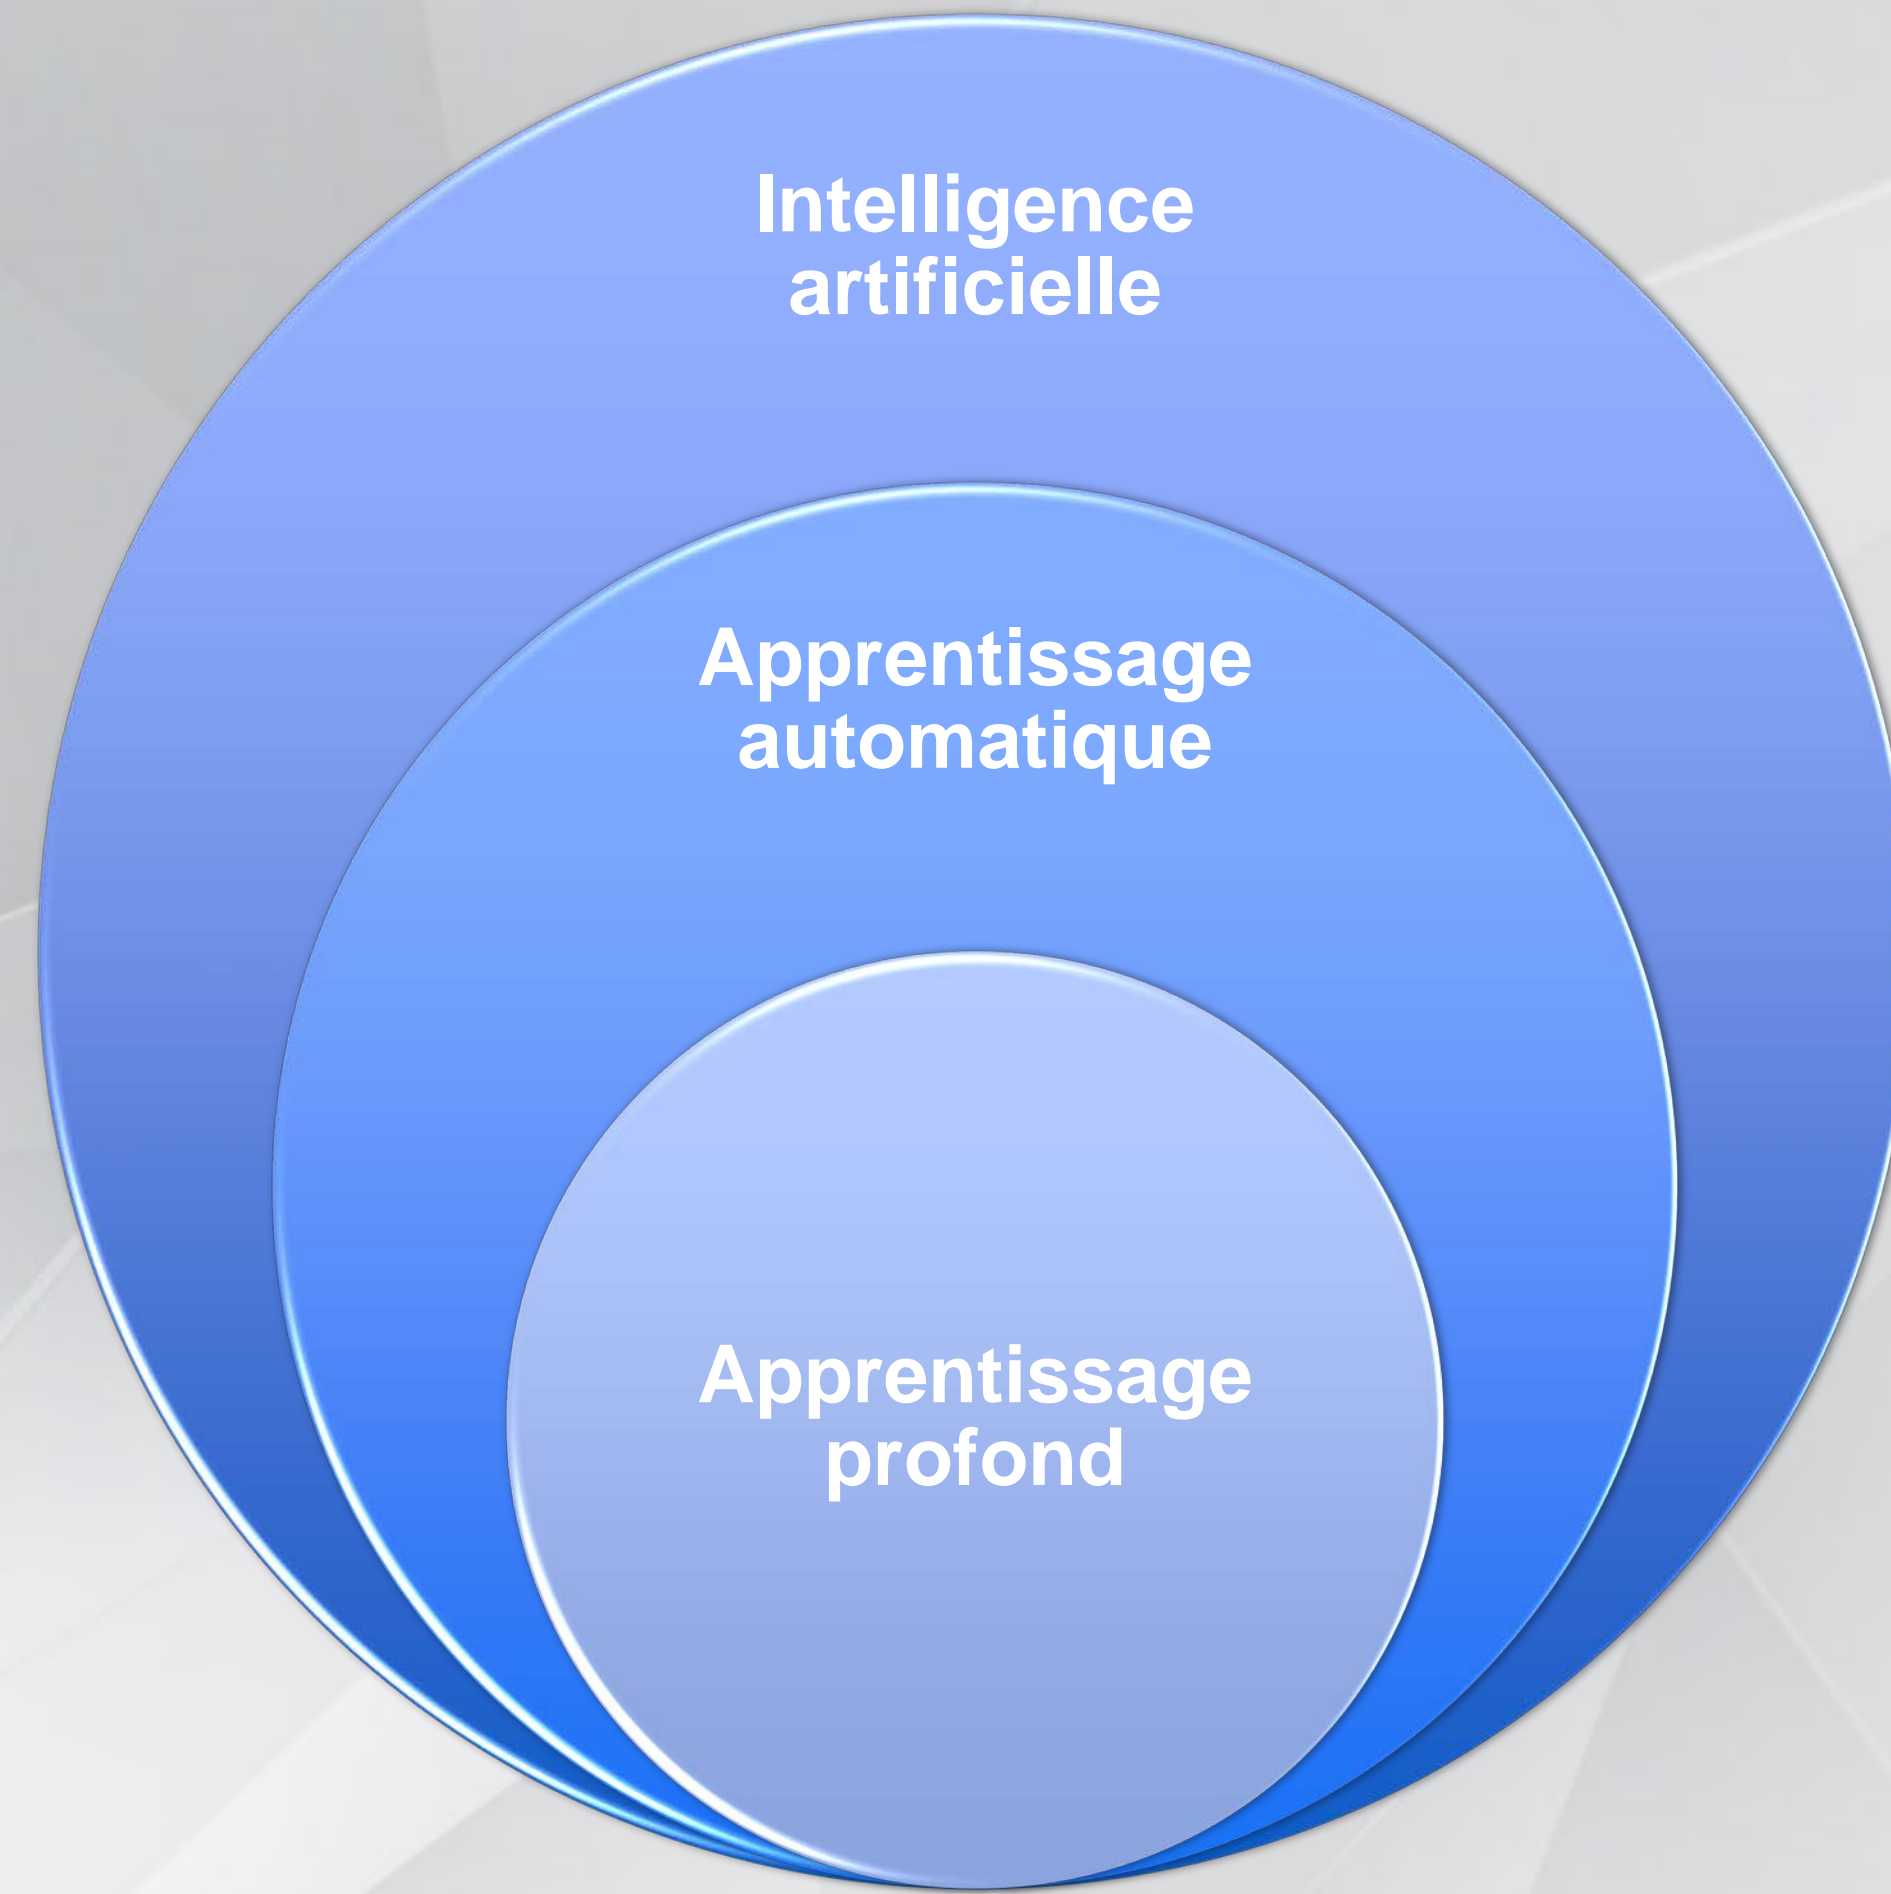 Intelligence
artificielle
Apprentissage
automatique
Apprentissage
profond